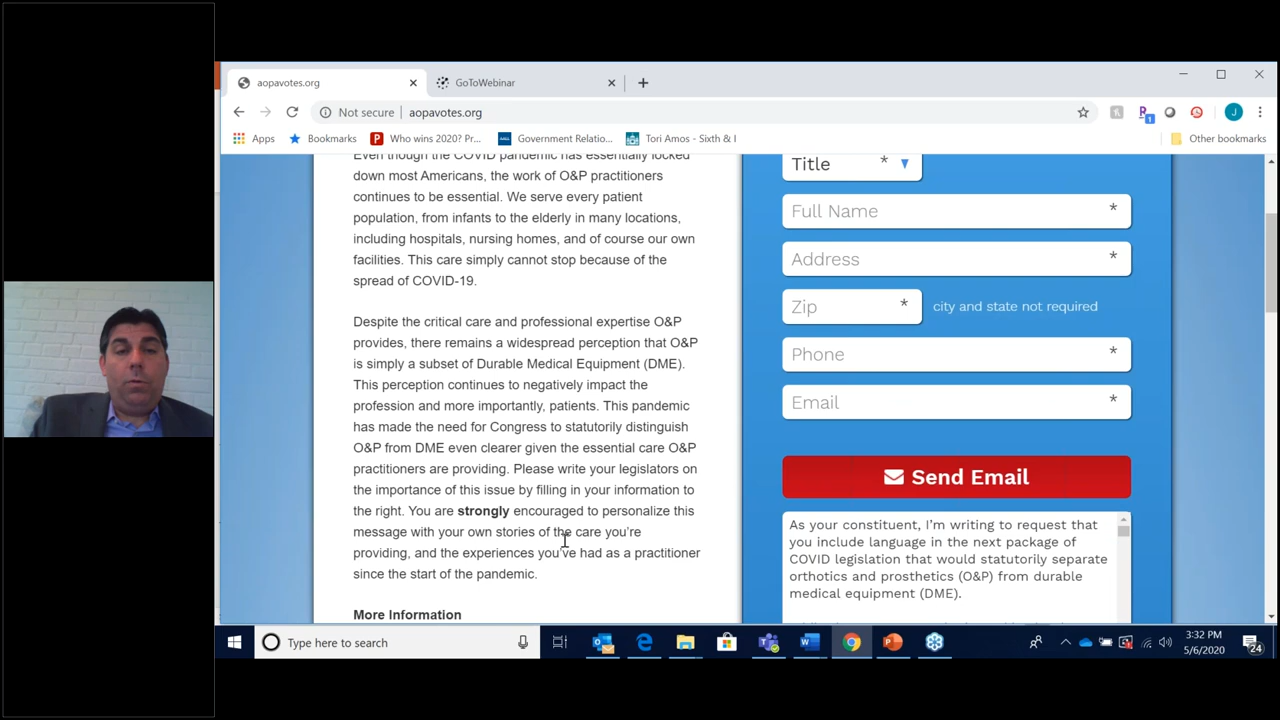 aopavotes.org
GoToWebinar
Not secure
aopavotes.org
1
J
Apps
Bookmarks
Who wins 2020? Pr...
Government Relatio...
Tori Amos - Sixth & I
Other bookmarks
Even though the COVID pandemic has essentially locked
down most Americans, the work of O&P practitioners
continues to be essential. We serve every patient
population, from infants to the elderly in many locations,
including hospitals, nursing homes, and of course our own
facilities. This care simply cannot stop because of the
spread of COVID-19.
Despite the critical care and professional expertise O&P
provides, there remains a widespread perception that O&P
is simply a subset of Durable Medical Equipment (DME).
This perception continues to negatively impact the
profession and more importantly, patients. This pandemic
has made the need for Congress to statutorily distinguish
O&P from DME even clearer given the essential care O&P
practitioners are providing. Please write your legislators on
the importance of this issue by filling in your information to
the right. You are strongly encouraged to personalize this
message with your own stories of the care you're
providing, and the experiences you've had as a practitioner
since the start of the pandemic.
More Information
Title *
Full Name *
Address *
Zip * city and state not required
Phone *
Email *
Send Email
As your constituent, I'm writing to request that
you include language in the next package of
COVID legislation that would statutorily separate
orthotics and prosthetics (O&P) from durable
medical equipment (DME).
Type here to search
3:32 PM
5/6/2020
24